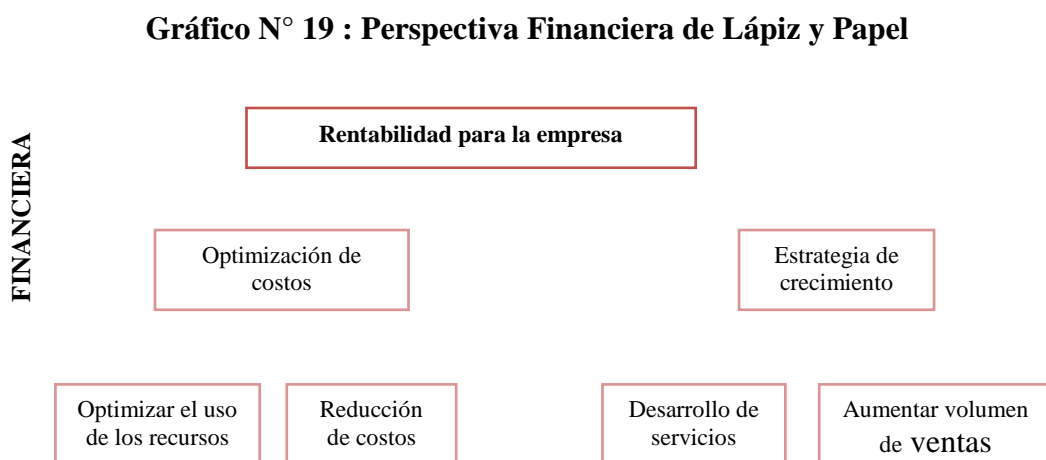 Gráfico N° 19 : Perspectiva Financiera de Lápiz y Papel
FINANCIERA
Rentabilidad para la empresa
Optimización de
costos
Estrategia de
crecimiento
Optimizar el uso
de los recursos
Reducción
de costos
Desarrollo de
servicios
Aumentar volumen
de ventas